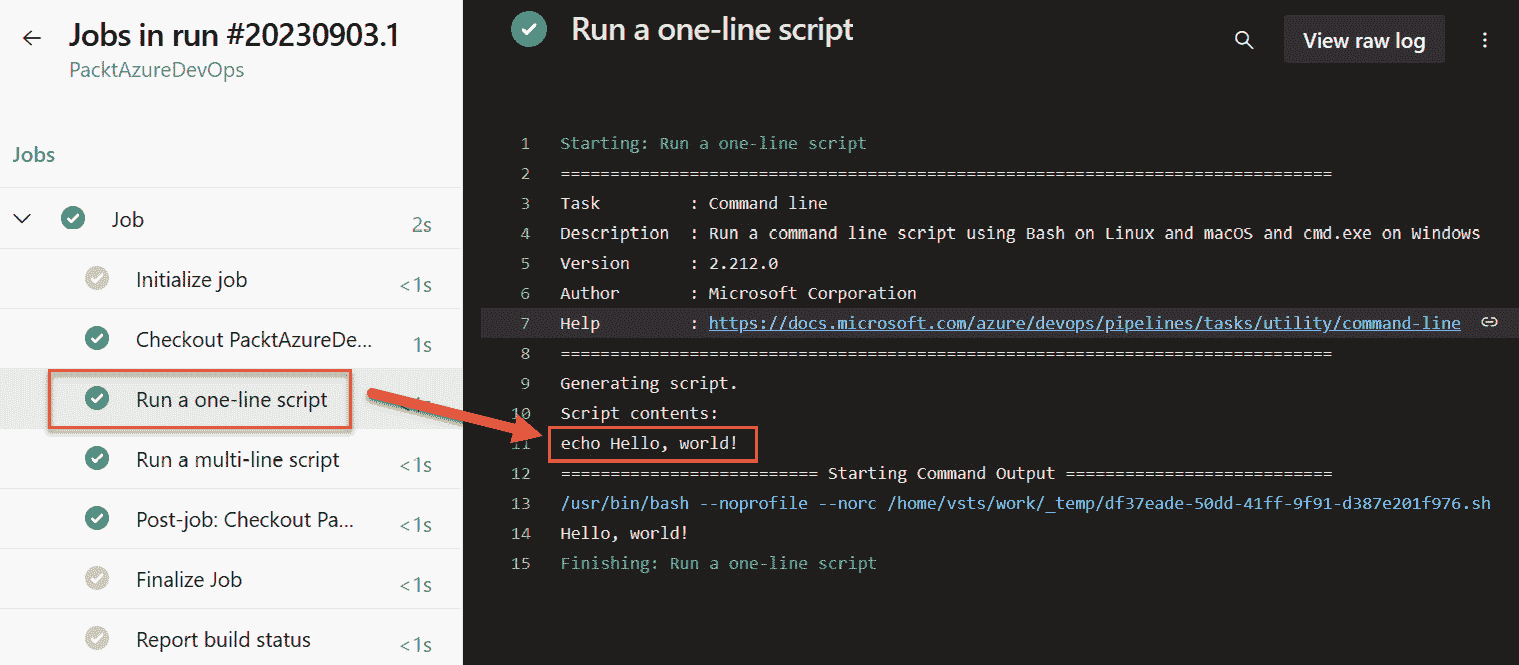 Jobs in run #20230903.1
PacktAzureDevOps
Jobs
Job 2s
Initialize job <1s
Checkout PacktAzureDe... 1s
Run a one-line script
Run a multi-line script <1s
Post-job: Checkout Pa... <1s
Finalize Job <1s
Report build status <1s
Run a one-line script
View raw log
1 Starting: Run a one-line script
2 ==============================================================================
3 Task : Command line
4 Description : Run a command line script using Bash on Linux and macOS and cmd.exe on Windows
5 Version : 2.212.0
6 Author : Microsoft Corporation
7 Help : https://docs.microsoft.com/azure/devops/pipelines/tasks/utility/command-line
8 ==============================================================================
9 Generating script.
10 Script contents:
11 echo Hello, world!
12 ========================== Starting Command Output ===========================
13 /usr/bin/bash --noprofile --norc /home/vsts/work/_temp/df37eade-50dd-41ff-9f91-d387e201f976.sh
14 Hello, world!
15 Finishing: Run a one-line script